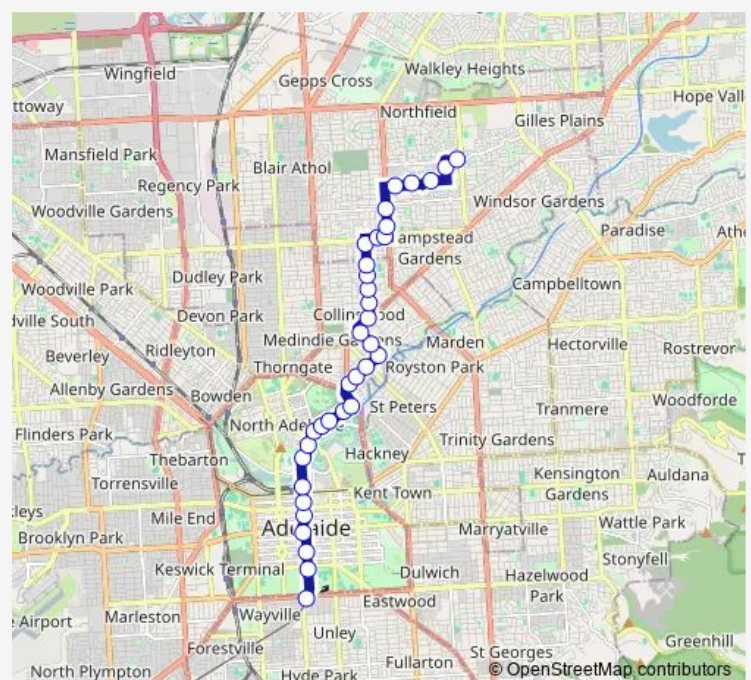 Wingfield
Gepps Cross
Walkley Heights
ttoway
Northfield
Hope Vall
Gilles Plains
Mansfield Park
Blair Athol
Regency Park
Woodville Gardens
Windsor Gardens
Paradise
Athe
ampstead
Gardens
Dudley Park
Woodville Park
Campbelltown
dville South
Devon Park
Collins ood
Medindie Ga ens
Marden
Hectorville
Rostrevor
Beverley
Ridleyton
Thorngate
Royston Park
Allenby Gardens
Bowden
Woodforde
St Peters
Tranmere
Flinders Park
North Ade e
Trinity Gardens
Thebarton
Hackney
Torrensville
Kensington
Gardens
Auldana
T
kleys
Kent Town
Mile End
Adelaide
Wattle Park
Brooklyn Park
Marryatville
Stonyfell
Keswick Terminal
Dulwich
Hazelwood
Park
Airport
Marleston
Wayville
Eastwood
Unley
Forestville
St Georges
Greenhill
North Plympton
Hyde Park
Fullarton
© OpenStreetMap contributors